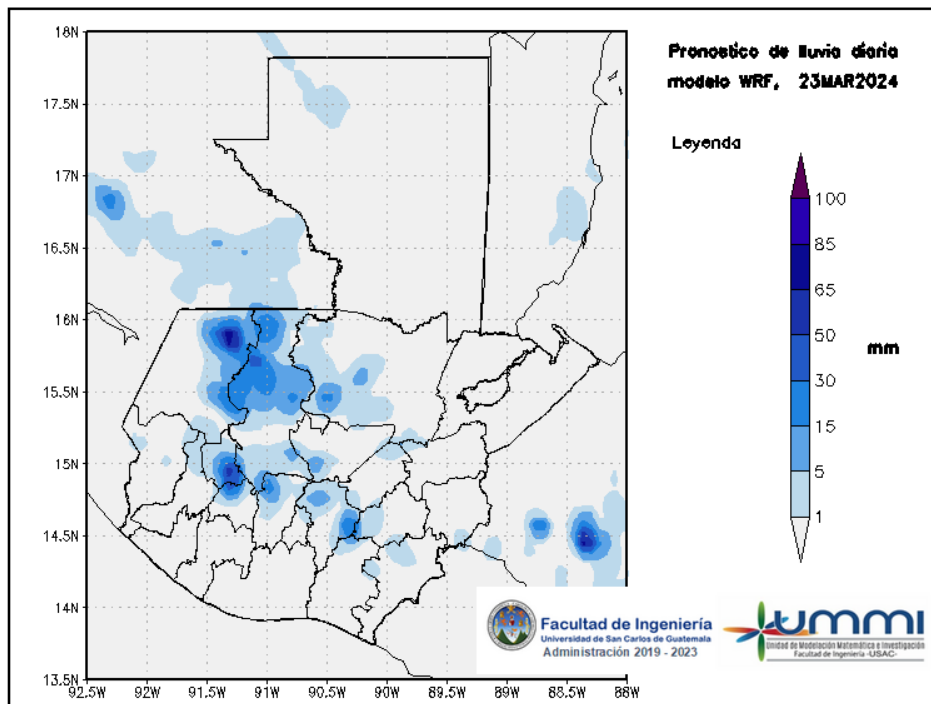 Pronostico de lluvia diaria
modelo WRF, 23MAR2024
Leyenda
100
85
65
50
30
15
5
1
mm
18N
17.5N
17N
16.5N
16N
15.5N
15N
14.5N
14N
13.5N
92.5W
92W
91.5W
91W
90.5W
90W
89.5W
89W
88.5W
88W
Facultad de Ingeniería
Universidad de San Carlos de Guatemala
Administración 2019 - 2023
ummi
Unidad de Modelación Matemática e Investigación
Facultad de Ingeniería -USAC-